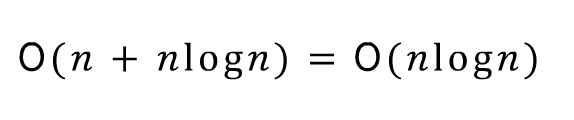 O(n + nlogn) = O(nlogn)